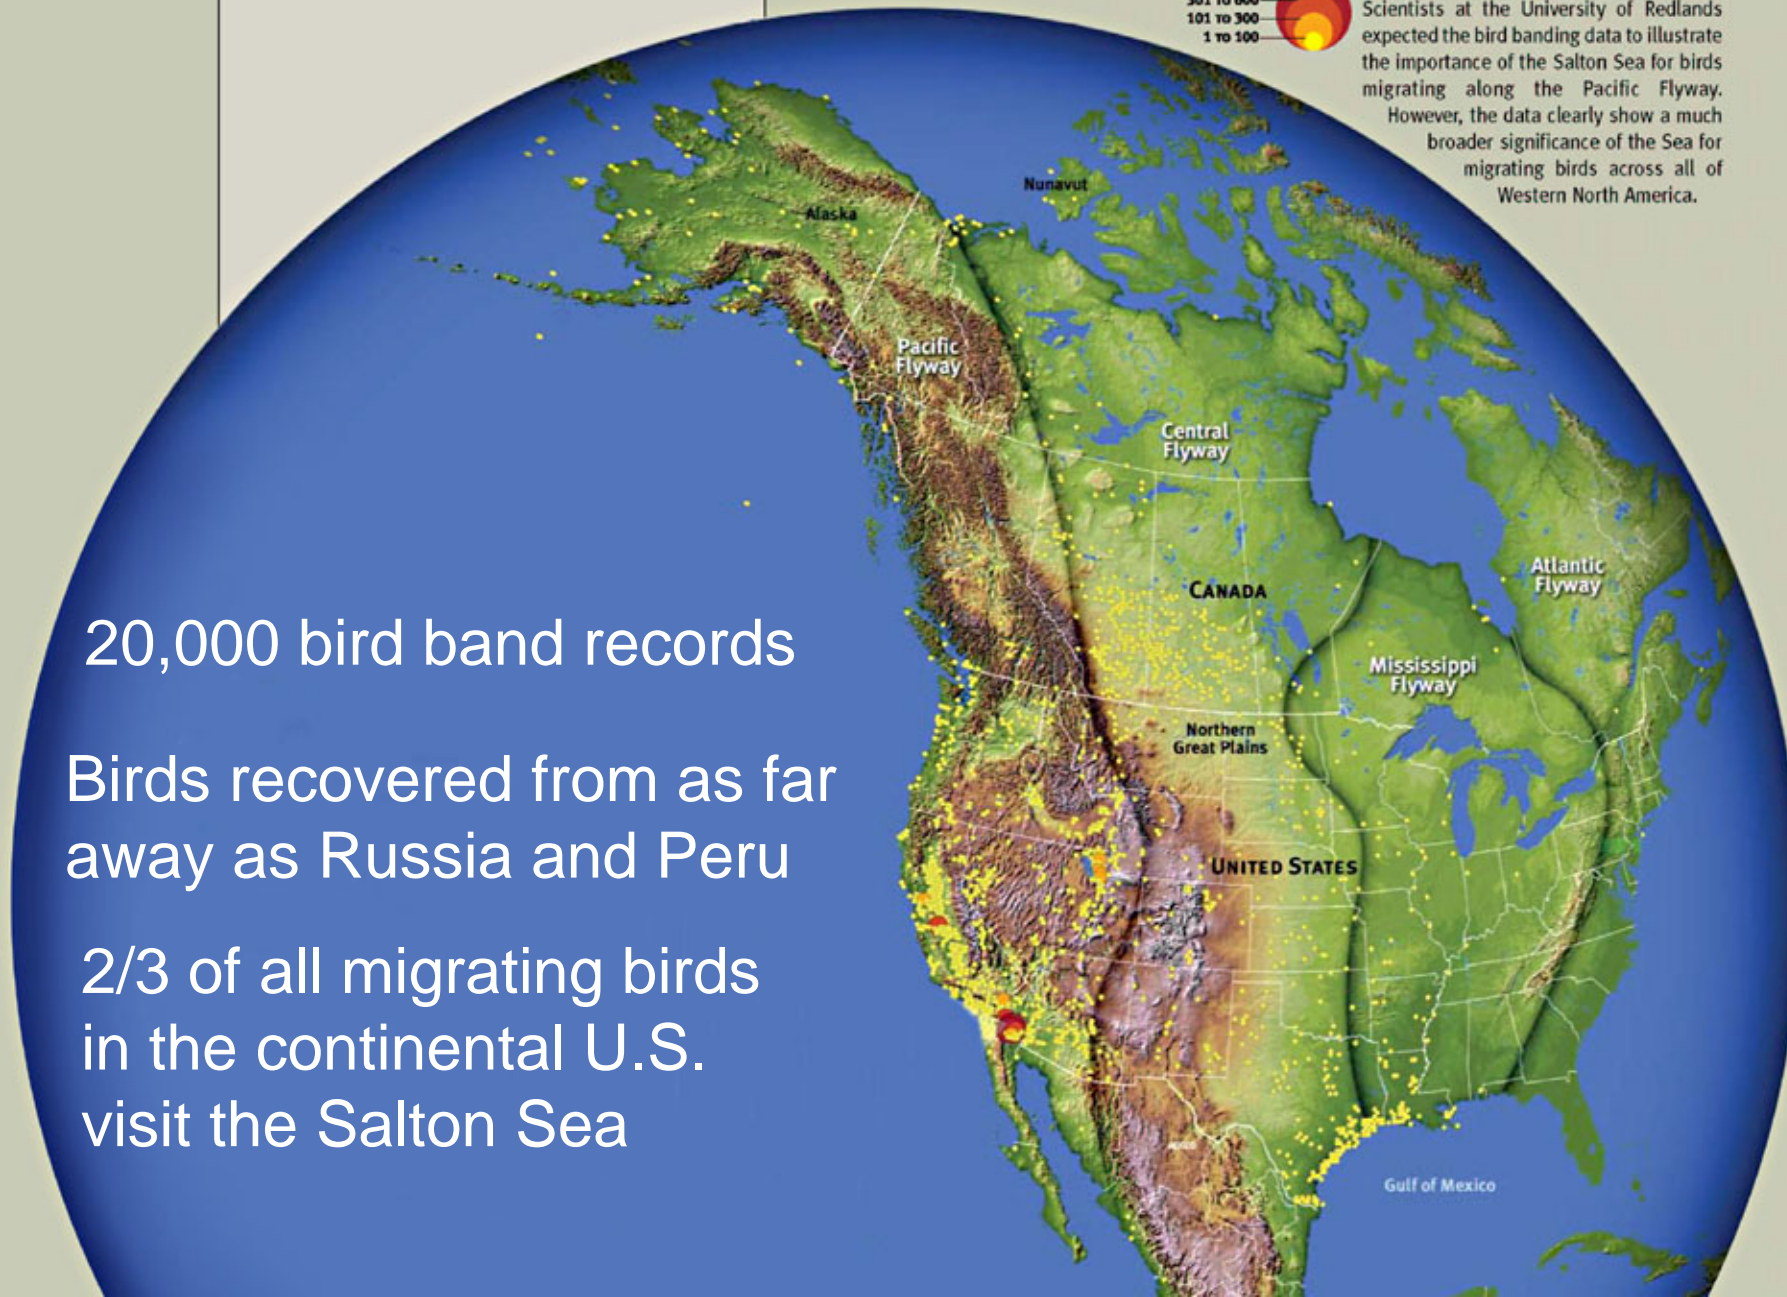 101 TO 300
1 TO 100
Scientists at the University of Redlands
expected the bird banding data to illustrate
the importance of the Salton Sea for birds
migrating along the Pacific Flyway.
However, the data clearly show a much
broader significance of the Sea for
migrating birds across all of
Western North America.
Nunavut
Alaska
Pacific
Flyway
Central
Flyway
CANADA
Atlantic
Flyway
Mississippi
Flyway
Northern
Great Plains
UNITED STATES
Gulf of Mexico
20,000 bird band records
Birds recovered from as far
away as Russia and Peru
2/3 of all migrating birds
in the continental U.S.
visit the Salton Sea